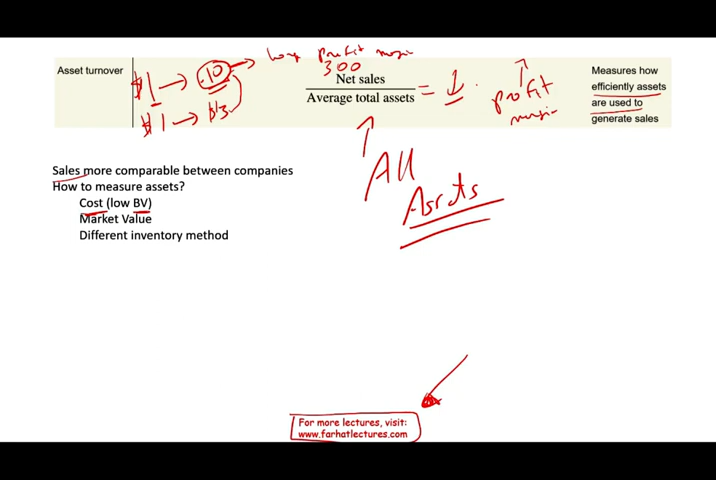 Asset turnover
$1 → .10 → profit margin
$1 → $3
300
Net sales
Average total assets
= 1
profit
margin
Measures how
efficiently assets
are used to
generate sales
All
Assets
Sales more comparable between companies
How to measure assets?
Cost (low BV)
Market Value
Different inventory method
For more lectures, visit:
www.farhatlectures.com